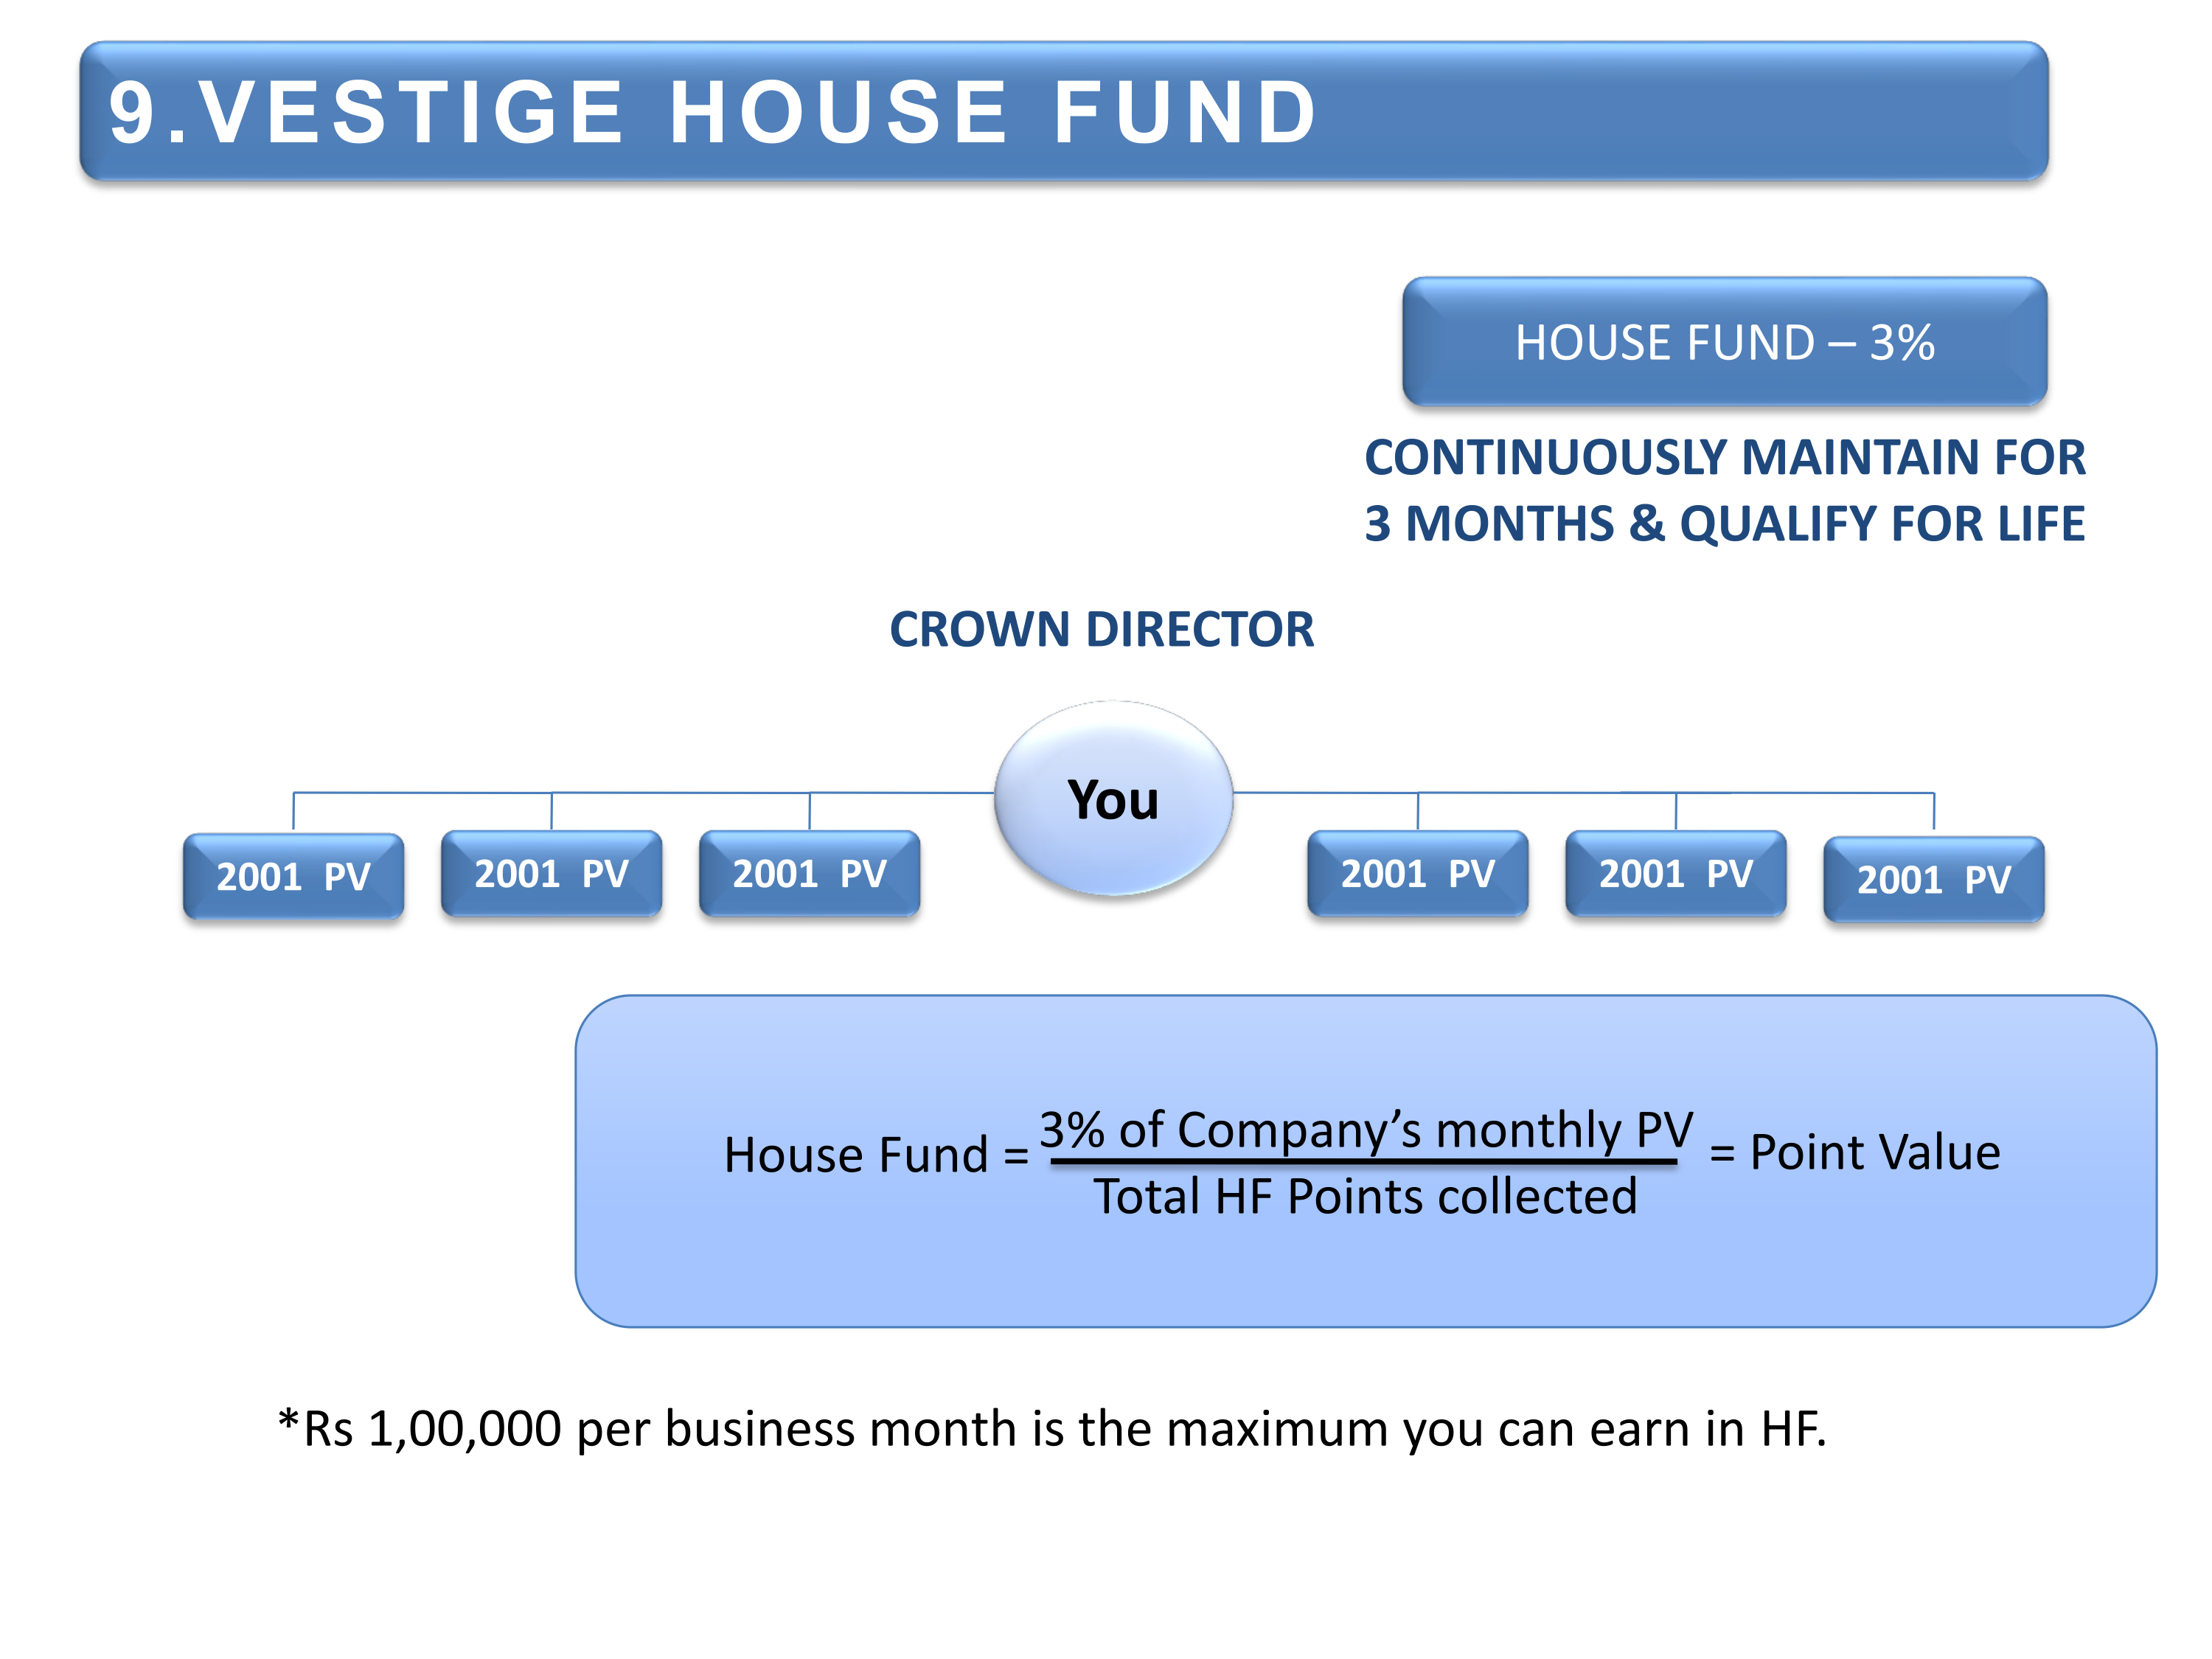 9.VESTIGE HOUSE FUND
HOUSE FUND – 3%
CONTINUOUSLY MAINTAIN FOR
3 MONTHS & QUALIFY FOR LIFE
CROWN DIRECTOR
You
2001 PV
2001 PV
2001 PV
2001 PV
2001 PV
2001 PV
House Fund = 3% of Company’s monthly PV = Point Value
Total HF Points collected
*Rs 1,00,000 per business month is the maximum you can earn in HF.